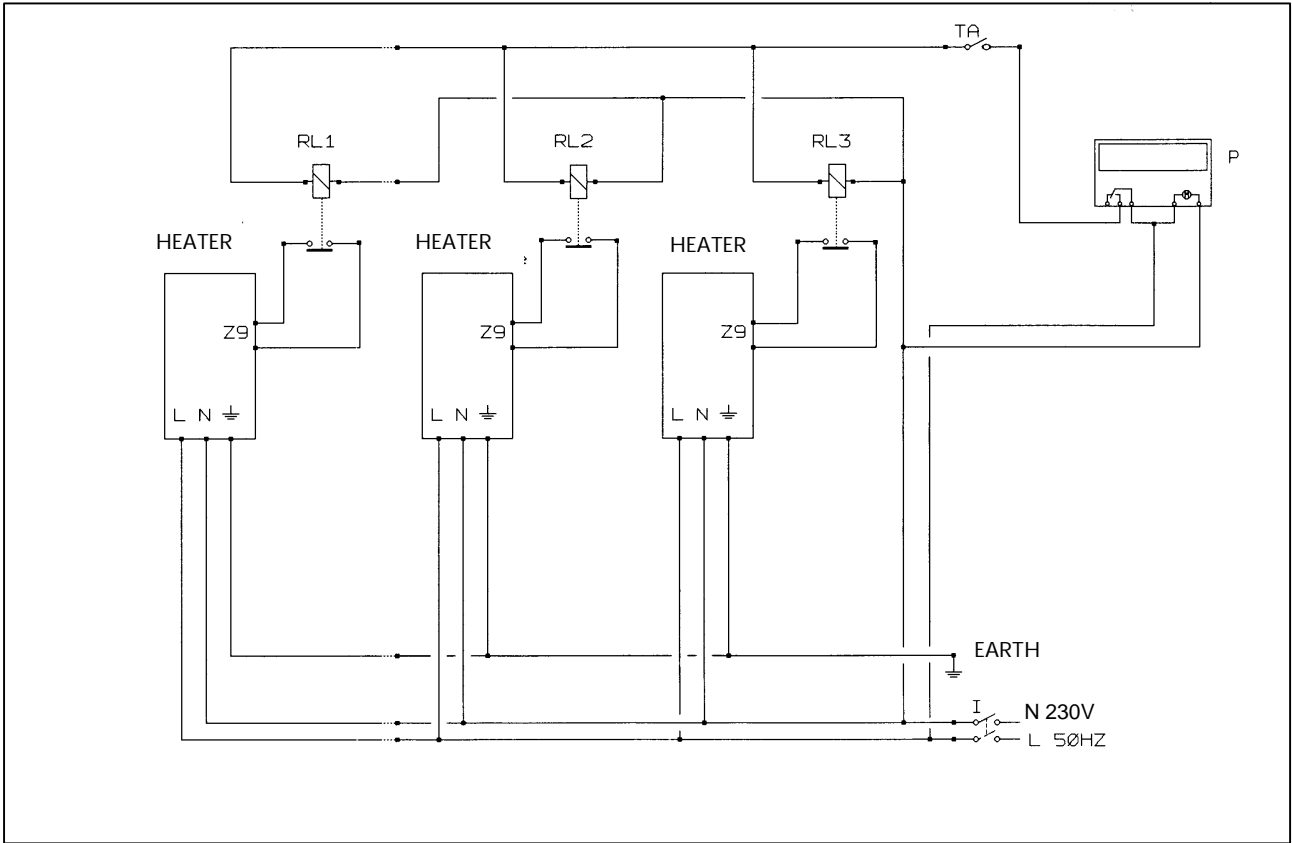 TA
RL1
RL2
RL3
P
M
HEATER
HEATER
HEATER
Z9
Z9
Z9
L N
L N
L N
EARTH
I
N 230V
L 50HZ